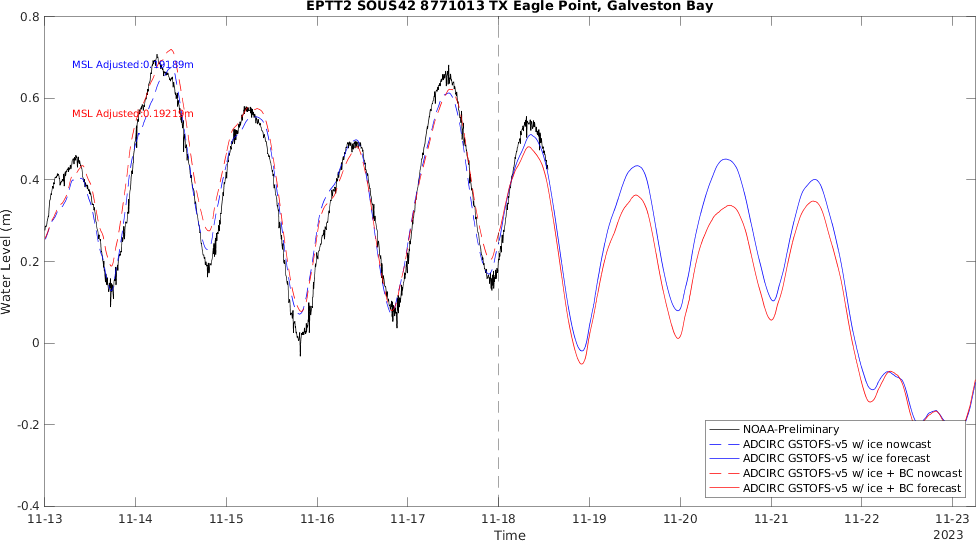 EPTT2 SOUS42 8771013 TX Eagle Point, Galveston Bay
0.8
0.6
0.4
0.2
0
-0.2
-0.4
Water Level (m)
MSL Adjusted:0.19189m
MSL Adjusted:0.19219m
NOAA-Preliminary
ADCIRC GSTOFS-v5 w/ ice nowcast
ADCIRC GSTOFS-v5 w/ ice forecast
ADCIRC GSTOFS-v5 w/ ice + BC nowcast
ADCIRC GSTOFS-v5 w/ ice + BC forecast
11-13 11-14 11-15 11-16 11-17 11-18 11-19 11-20 11-21 11-22 11-23
Time
2023